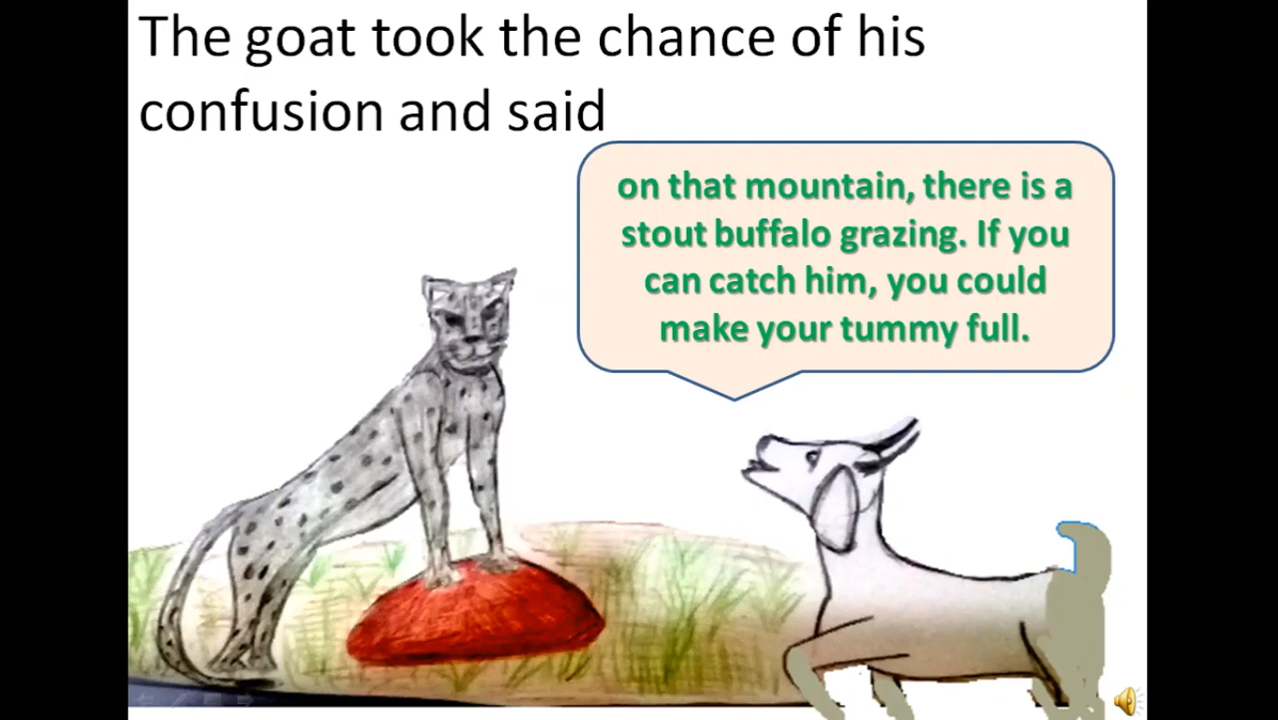 The goat took the chance of his
confusion and said
on that mountain, there is a
stout buffalo grazing. If you
can catch him, you could
make your tummy full.